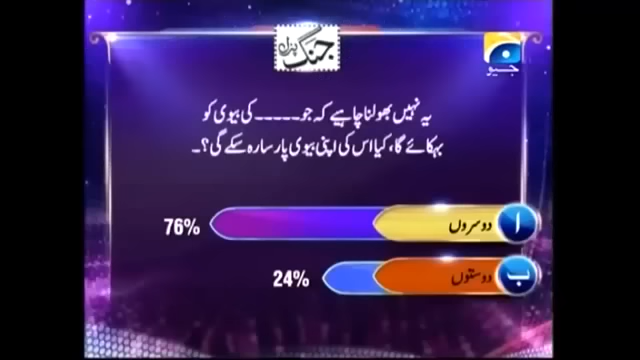 جنگ پزل
جیو
یہ نہیں بھولنا چاہیے کہ جو ۔۔۔۔۔ کی بیوی کو
بہکائے گا، کیا اس کی اپنی بیوی پارسا رہ سکے گی؟۔
ا دوسروں 76%
ب دوستوں 24%